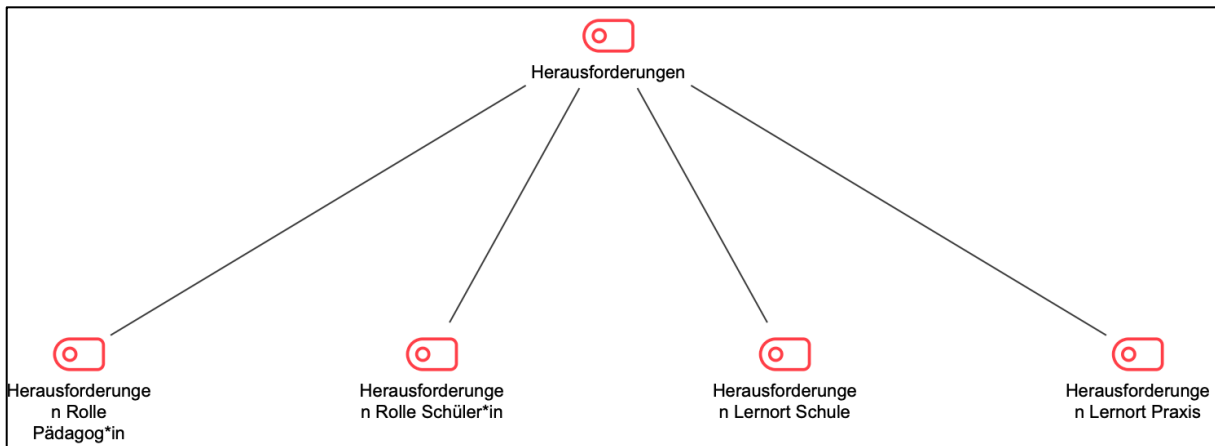 Herausforderungen
Herausforderunge
n Rolle
Pädagog*in
Herausforderunge
n Rolle Schüler*in
Herausforderunge
n Lernort Schule
Herausforderunge
n Lernort Praxis